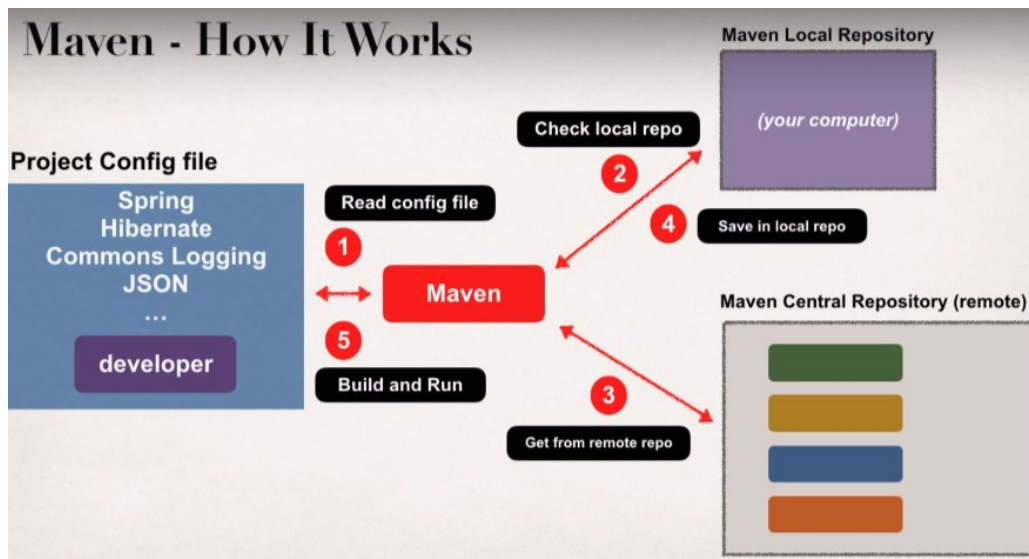 Maven - How It Works
Project Config file
Spring
Hibernate
Commons Logging
JSON
...
developer
Read config file
1
Maven
5
Build and Run
Check local repo
2
4
Save in local repo
3
Get from remote repo
Maven Local Repository
(your computer)
Maven Central Repository (remote)